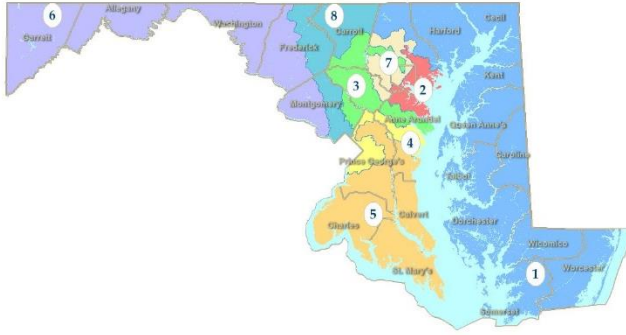 6
Allegany
8
Cecil
Garrett
Washington
Carroll
Harford
Frederick
7
Kent
3
2
Montgomery
Anne Arundel
Queen Anne's
4
Caroline
Prince George's
Talbot
5
Charles
Calvert
Dorchester
Wicomico
St. Mary's
1
Worcester
Somerset